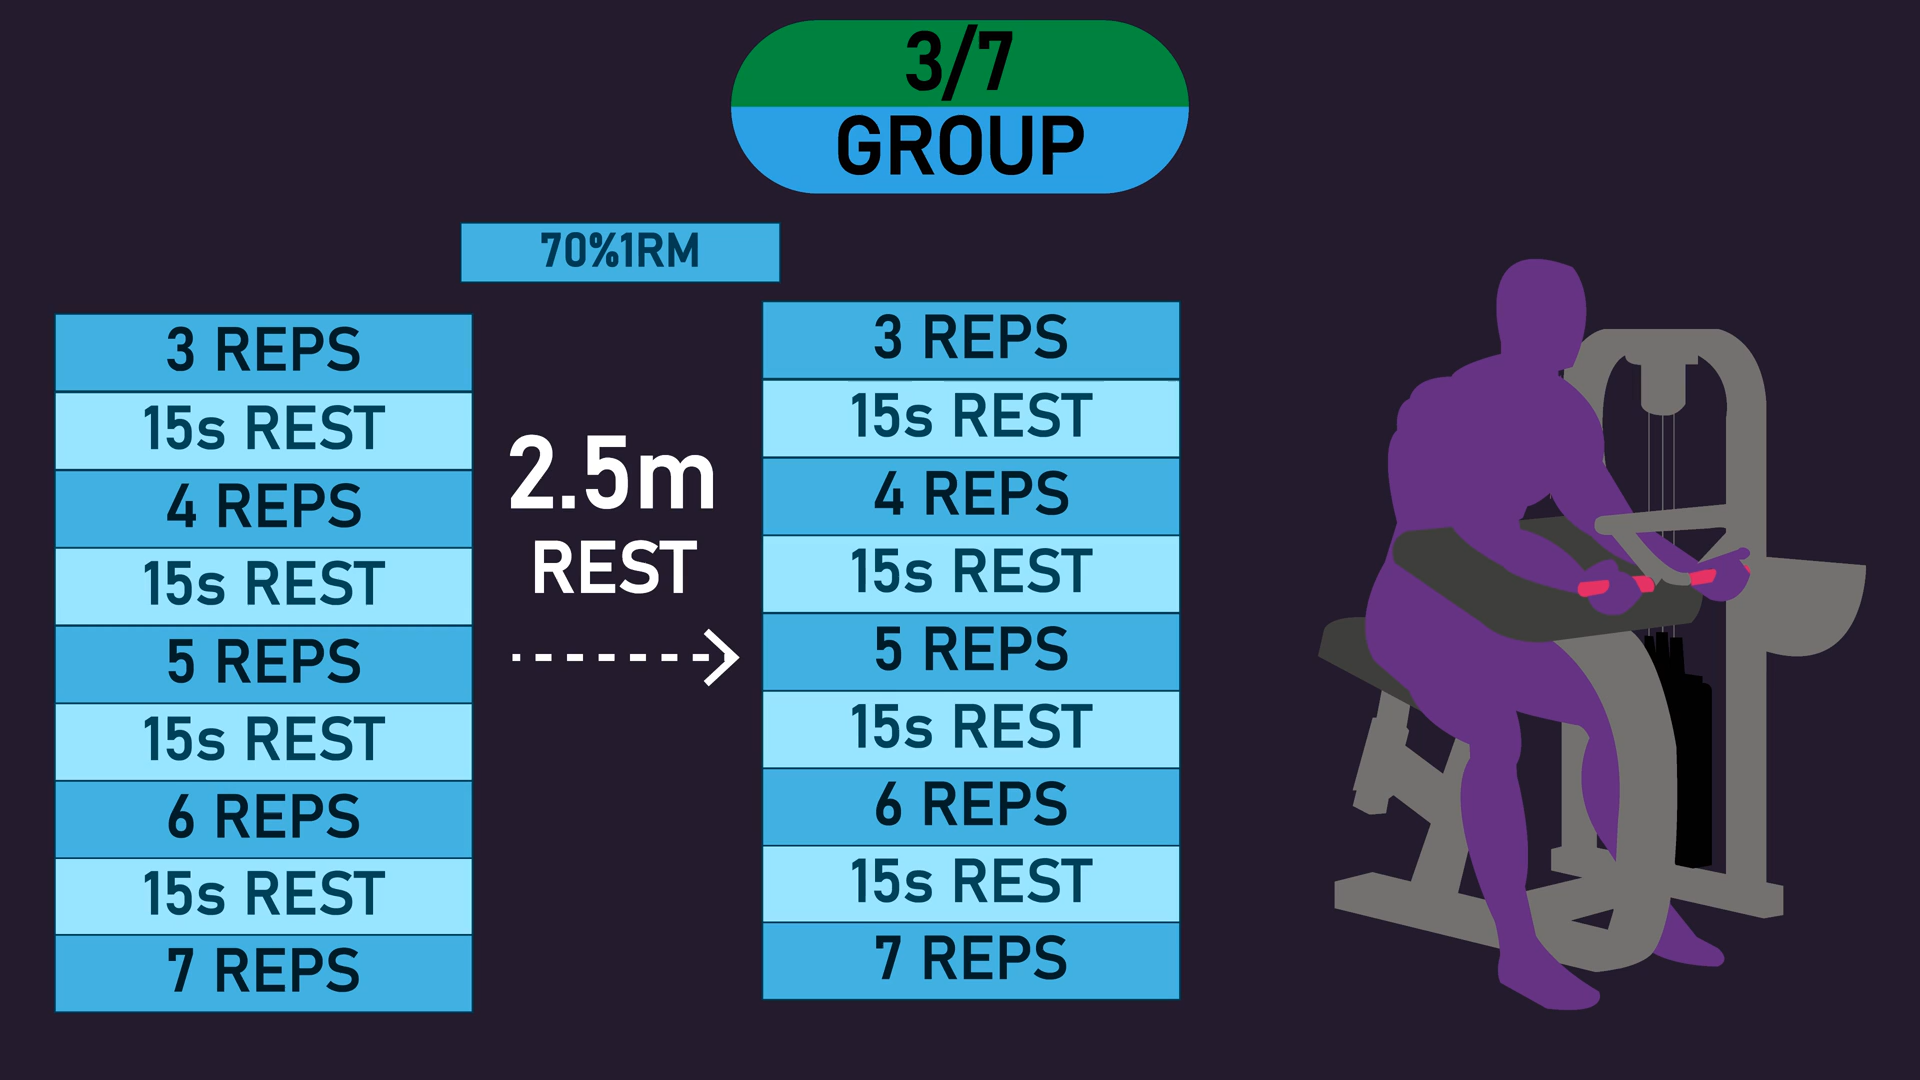 3/7
GROUP
70%1RM
3 REPS
15s REST
4 REPS
15s REST
5 REPS
15s REST
6 REPS
15s REST
7 REPS
2.5m
REST
3 REPS
15s REST
4 REPS
15s REST
5 REPS
15s REST
6 REPS
15s REST
7 REPS